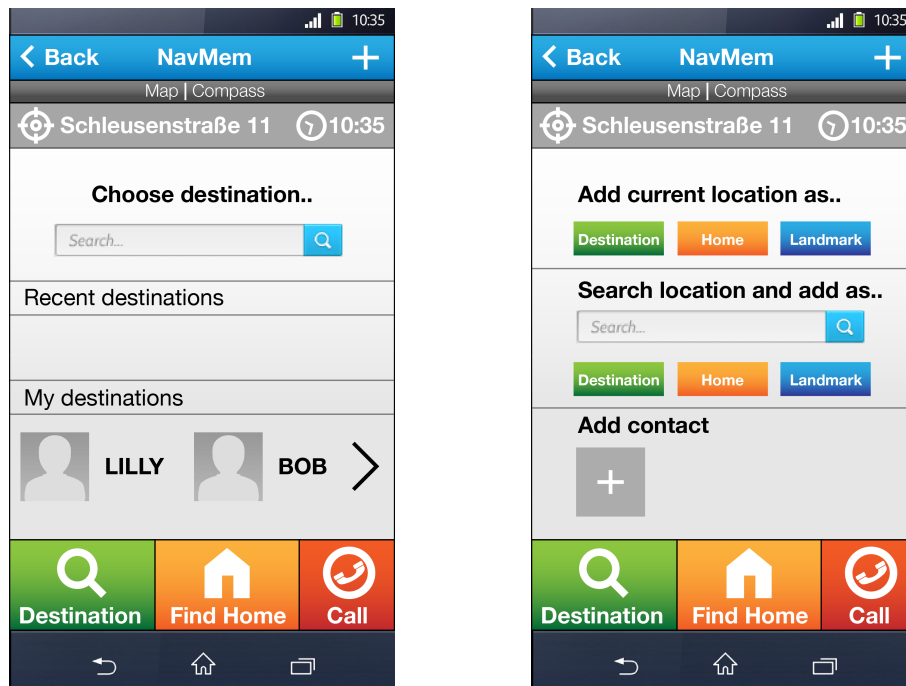 10:35
Back NavMem
Map | Compass
Schleusenstraße 11 10:35
Choose destination..
Search...
Recent destinations
My destinations
LILLY BOB
Destination Find Home Call
10:35
Back NavMem
Map | Compass
Schleusenstraße 11 10:35
Add current location as..
Destination Home Landmark
Search location and add as..
Search...
Destination Home Landmark
Add contact
Destination Find Home Call